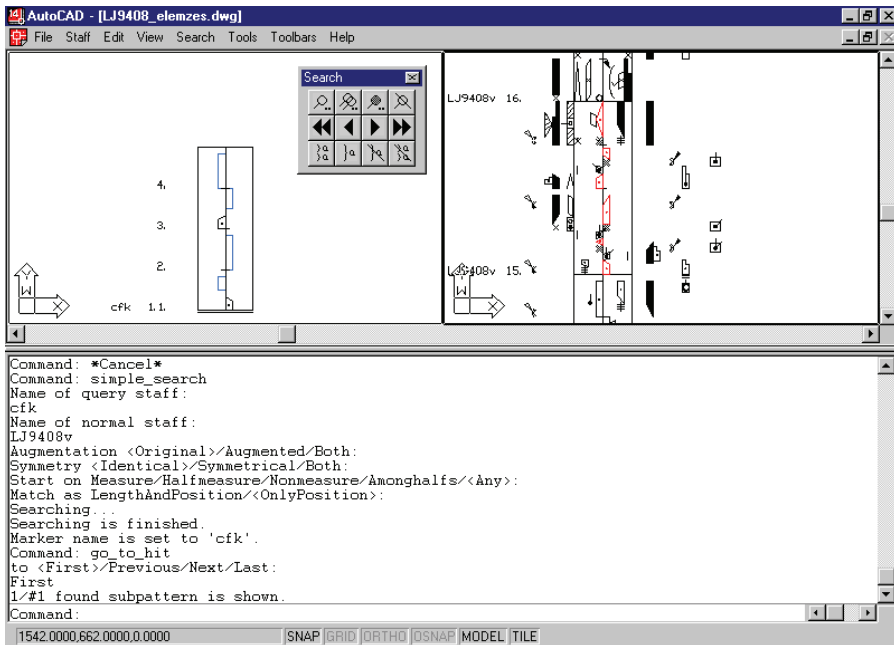 AutoCAD - [LJ9408_elemzes.dwg]
File Staff Edit View Search Tools Toolbars Help
Search
LJ9408v 16.
4.
3.
2.
cfk 1.1.
LJG408v 15.
W
X
W
X
Command: *Cancel*
Command: simple_search
Name of query staff:
cfk
Name of normal staff:
LJ9408v
Augmentation <Original>/Augmented/Both:
Symmetry <Identical>/Symmetrical/Both:
Start on Measure/Halfmeasure/Nonmeasure/Amonghalfs/<Any>:
Match as LengthAndPosition/<OnlyPosition>:
Searching...
Searching is finished.
Marker name is set to 'cfk'.
Command: go_to_hit
to <First>/Previous/Next/Last:
First
1/#1 found subpattern is shown.
Command:
1542.0000,662.0000,0.0000 SNAP GRID ORTHO OSNAP MODEL TILE